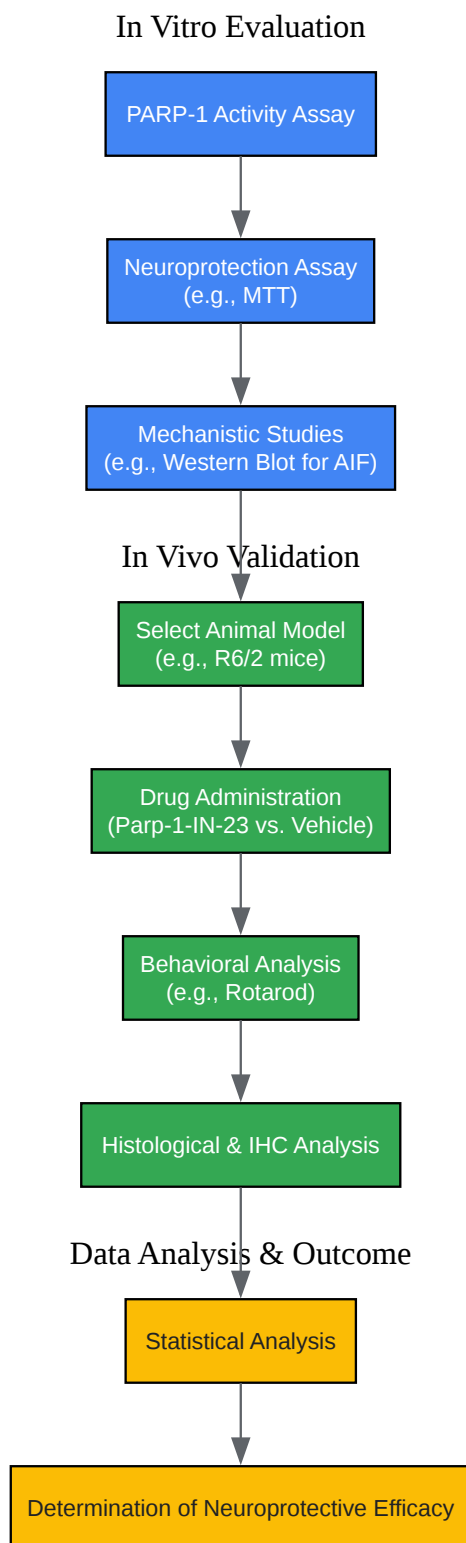 In Vitro Evaluation
PARP-1 Activity Assay
Neuroprotection Assay
(e.g., MTT)
Mechanistic Studies
(e.g., Western Blot for AIF)
In Vivo Validation
Select Animal Model
(e.g., R6/2 mice)
Drug Administration
(Parp-1-IN-23 vs. Vehicle)
Behavioral Analysis
(e.g., Rotarod)
Histological & IHC Analysis
Data Analysis & Outcome
Statistical Analysis
Determination of Neuroprotective Efficacy